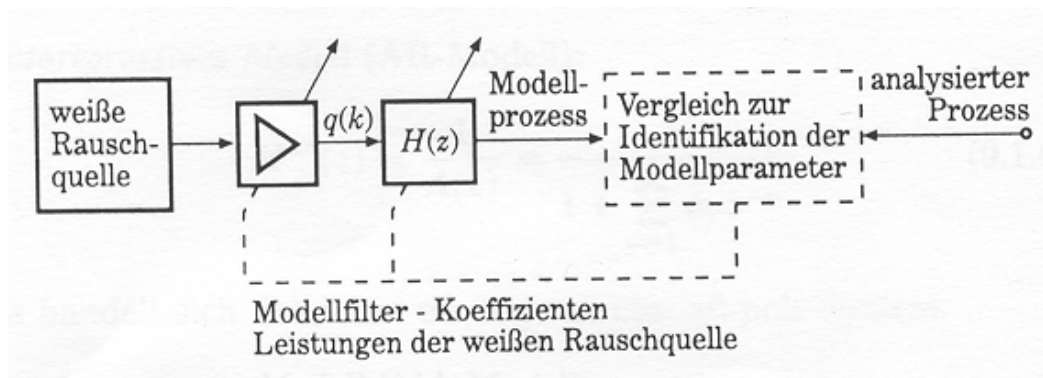 weiße
Rausch-
quelle
q(k)
H(z)
Modell-
prozess
Vergleich zur
Identifikation der
Modellparameter
analysierter
Prozess
Modellfilter - Koeffizienten
Leistungen der weißen Rauschquelle